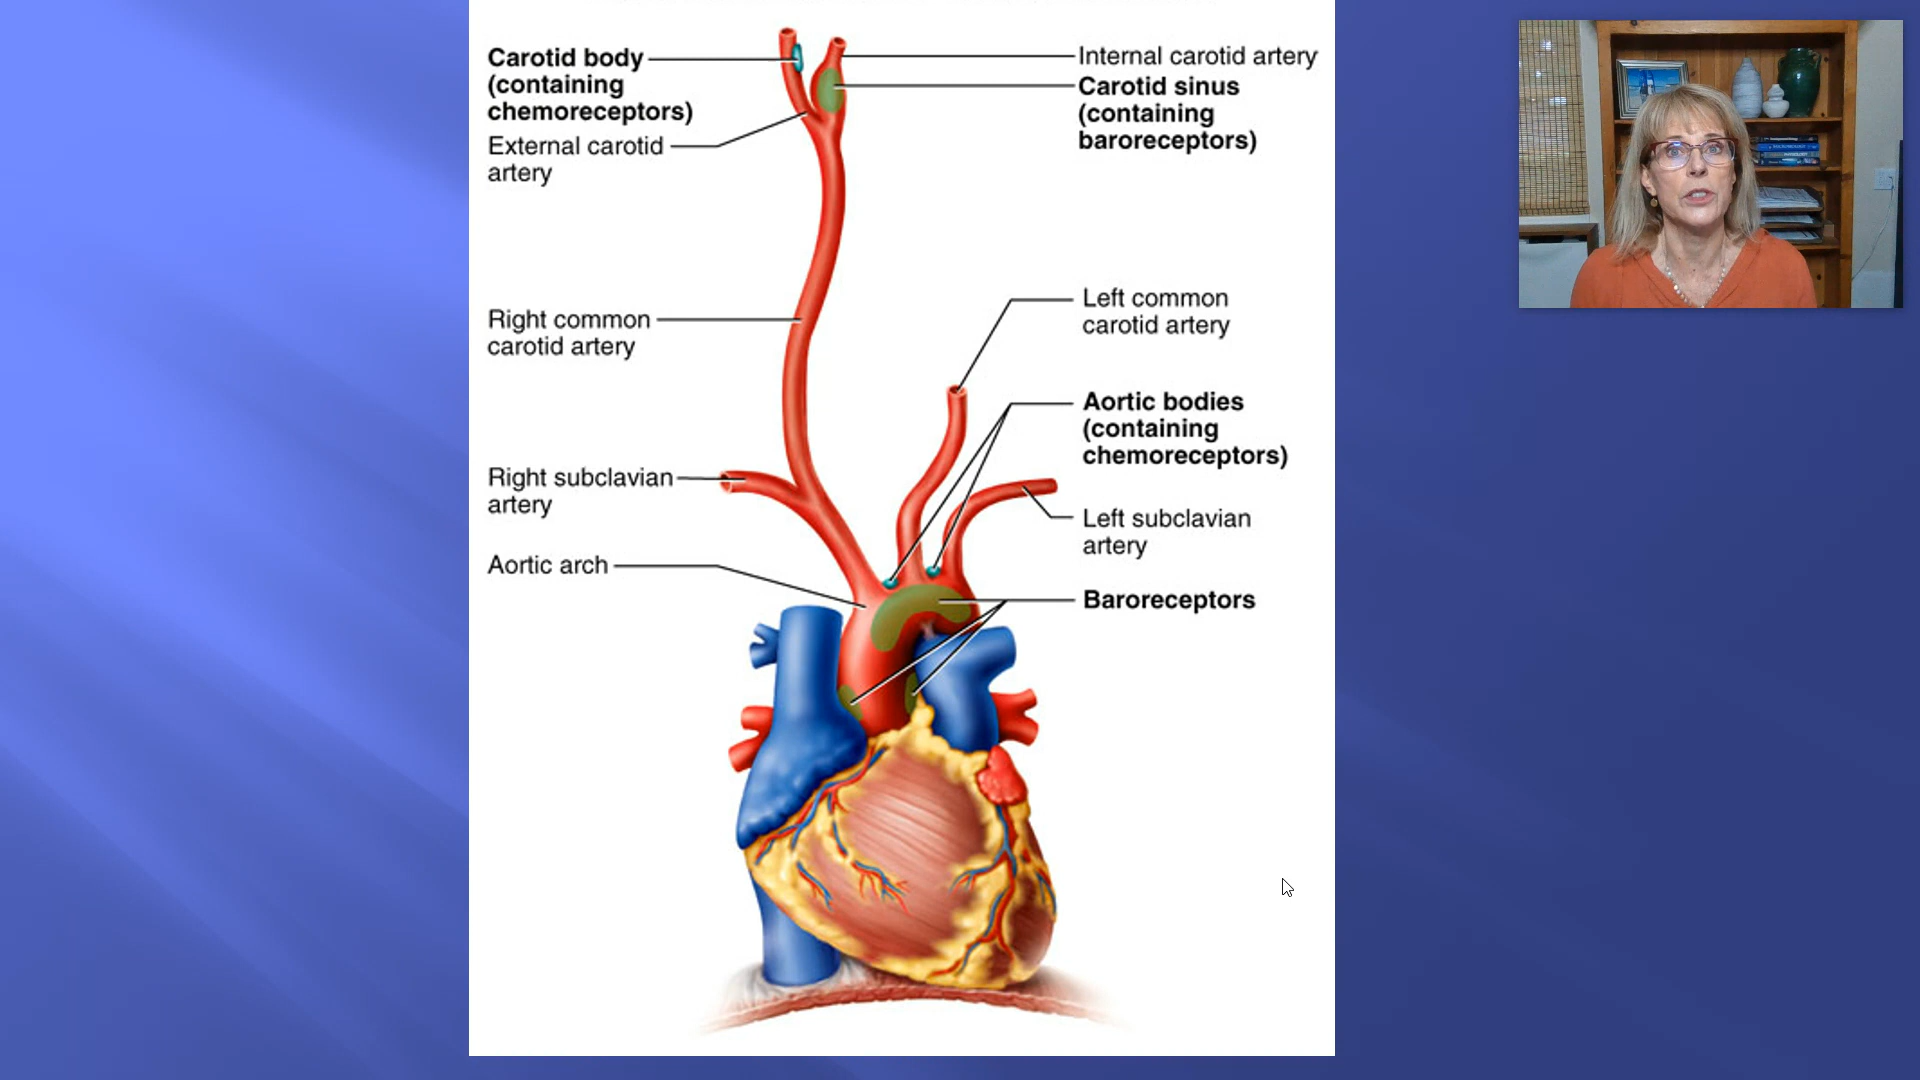 Carotid body
(containing
chemoreceptors)
External carotid
artery
Internal carotid artery
Carotid sinus
(containing
baroreceptors)
Right common
carotid artery
Left common
carotid artery
Aortic bodies
(containing
chemoreceptors)
Right subclavian
artery
Left subclavian
artery
Aortic arch
Baroreceptors